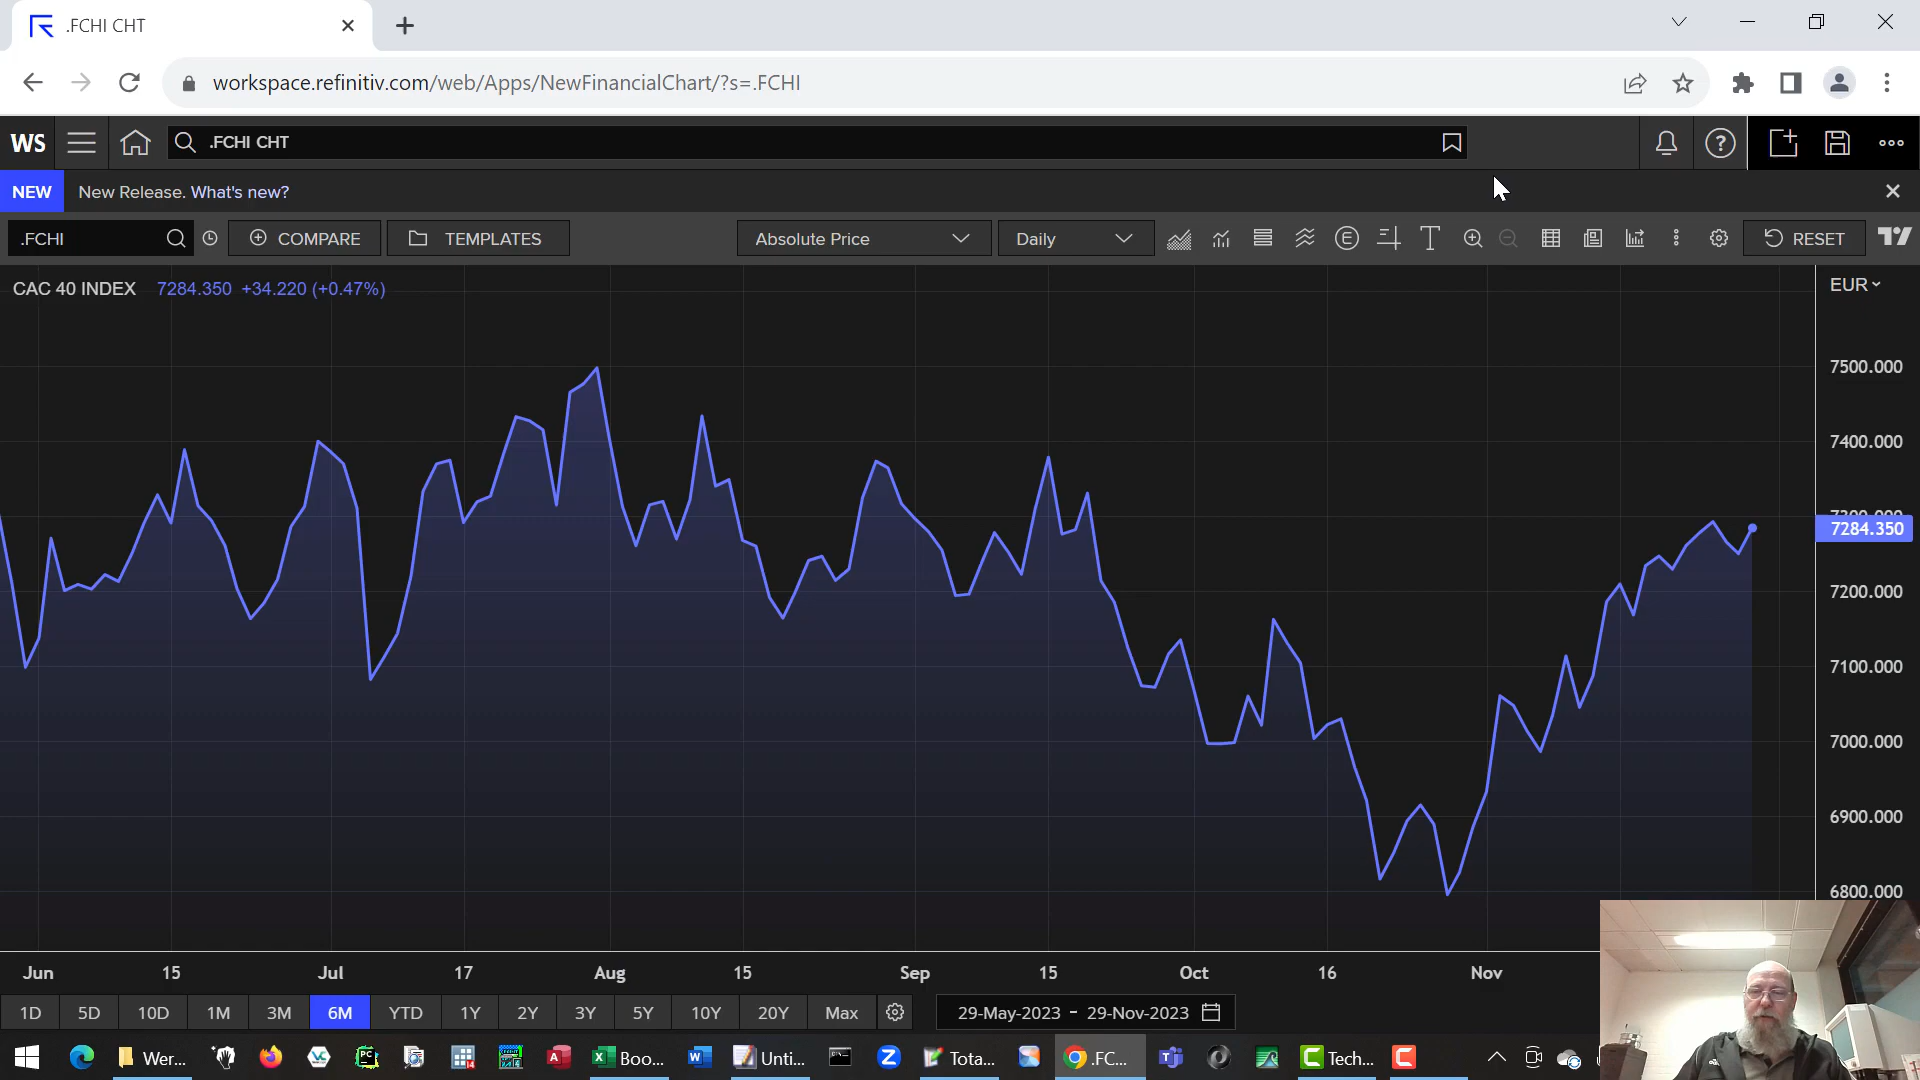 .FCHI CHT
workspace.refinitiv.com/web/Apps/NewFinancialChart/?s=.FCHI
WS .FCHI CHT
NEW New Release. What's new?
.FCHI COMPARE TEMPLATES Absolute Price Daily E T RESET
CAC 40 INDEX 7284.350 +34.220 (+0.47%) EUR
7500.000
7400.000
7284.350
7200.000
7100.000
7000.000
6900.000
6800.000
Jun 15 Jul 17 Aug 15 Sep 15 Oct 16 Nov
1D 5D 10D 1M 3M 6M YTD 1Y 2Y 3Y 5Y 10Y 20Y Max 29-May-2023 - 29-Nov-2023
Wer... Boo... Unti... Tota... .FC... Tech...